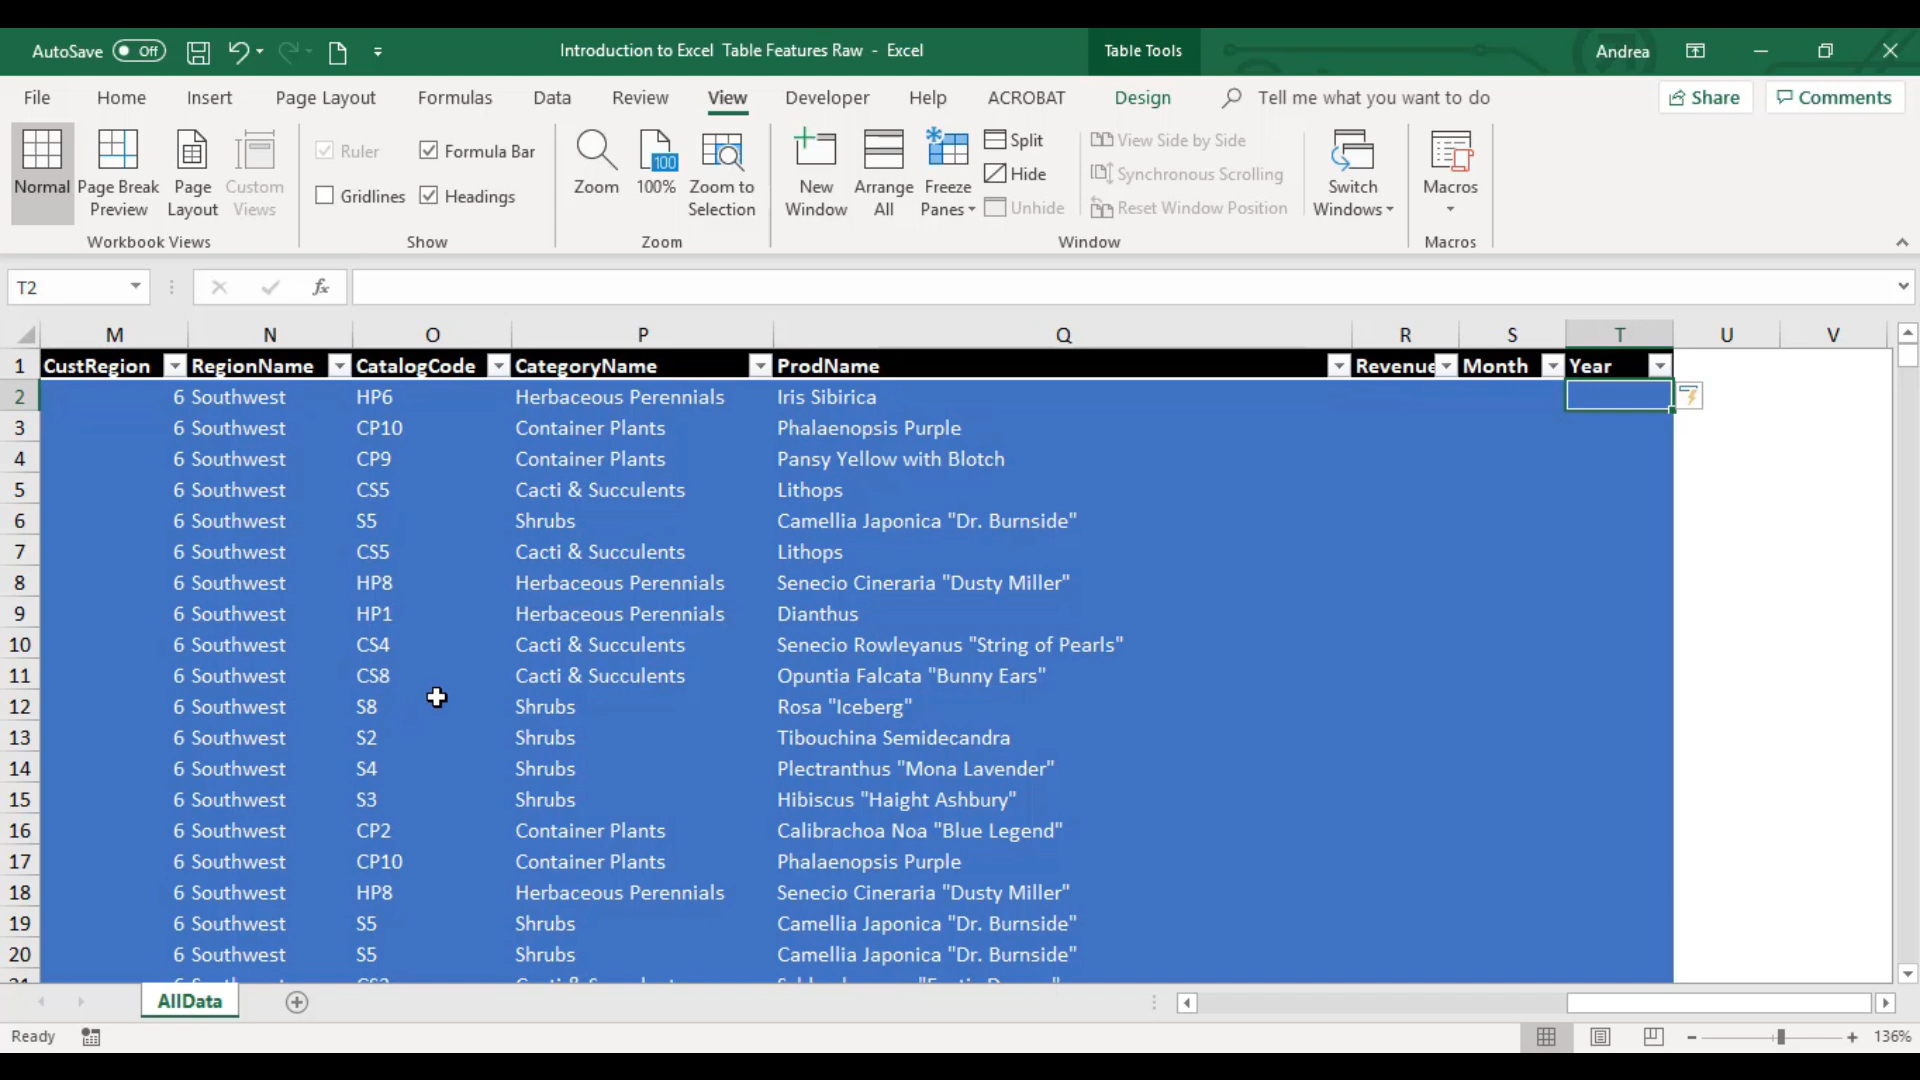 AutoSave Off Introduction to Excel Table Features Raw - Excel Table Tools Andrea
File Home Insert Page Layout Formulas Data Review View Developer Help ACROBAT Design Tell me what you want to do Share Comments
Normal Page Break Preview Page Layout Custom Views
Workbook Views
Ruler Formula Bar
Gridlines Headings
Show
Zoom 100 100% Zoom to Selection
Zoom
New Window Arrange All Freeze Panes Split
Hide
Unhide
View Side by Side
Synchronous Scrolling
Reset Window Position
Switch Windows
Window
Macros
Macros
T2 fx
M N O P Q R S T U V
1 CustRegion RegionName CatalogCode CategoryName ProdName Revenue Month Year
2 6 Southwest HP6 Herbaceous Perennials Iris Sibirica
3 6 Southwest CP10 Container Plants Phalaenopsis Purple
4 6 Southwest CP9 Container Plants Pansy Yellow with Blotch
5 6 Southwest CS5 Cacti & Succulents Lithops
6 6 Southwest S5 Shrubs Camellia Japonica "Dr. Burnside"
7 6 Southwest CS5 Cacti & Succulents Lithops
8 6 Southwest HP8 Herbaceous Perennials Senecio Cineraria "Dusty Miller"
9 6 Southwest HP1 Herbaceous Perennials Dianthus
10 6 Southwest CS4 Cacti & Succulents Senecio Rowleyanus "String of Pearls"
11 6 Southwest CS8 Cacti & Succulents Opuntia Falcata "Bunny Ears"
12 6 Southwest S8 Shrubs Rosa "Iceberg"
13 6 Southwest S2 Shrubs Tibouchina Semidecandra
14 6 Southwest S4 Shrubs Plectranthus "Mona Lavender"
15 6 Southwest S3 Shrubs Hibiscus "Haight Ashbury"
16 6 Southwest CP2 Container Plants Calibrachoa Noa "Blue Legend"
17 6 Southwest CP10 Container Plants Phalaenopsis Purple
18 6 Southwest HP8 Herbaceous Perennials Senecio Cineraria "Dusty Miller"
19 6 Southwest S5 Shrubs Camellia Japonica "Dr. Burnside"
20 6 Southwest S5 Shrubs Camellia Japonica "Dr. Burnside"
AllData
Ready 136%